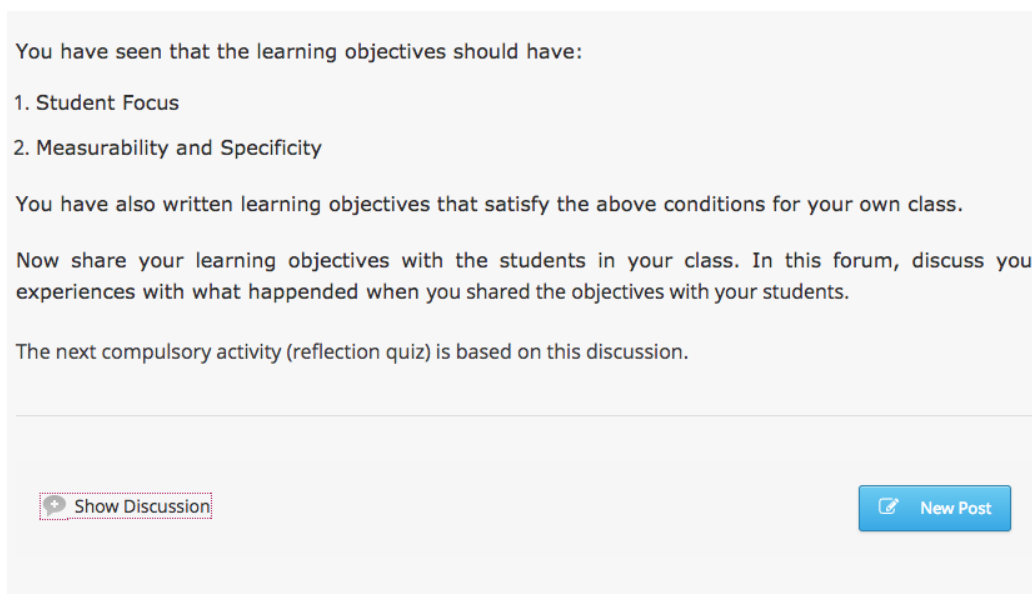 You have seen that the learning objectives should have:
1. Student Focus
2. Measurability and Specificity
You have also written learning objectives that satisfy the above conditions for your own class.
Now share your learning objectives with the students in your class. In this forum, discuss you
experiences with what happended when you shared the objectives with your students.
The next compulsory activity (reflection quiz) is based on this discussion.
Show Discussion
New Post